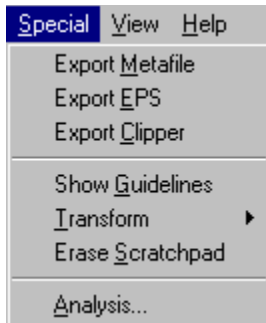 Special View Help
Export Metafile
Export EPS
Export Clipper
Show Guidelines
Transform
Erase Scratchpad
Analysis...